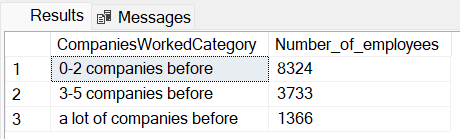 Results Messages
CompaniesWorkedCategory Number_of_employees
1 0-2 companies before 8324
2 3-5 companies before 3733
3 a lot of companies before 1366